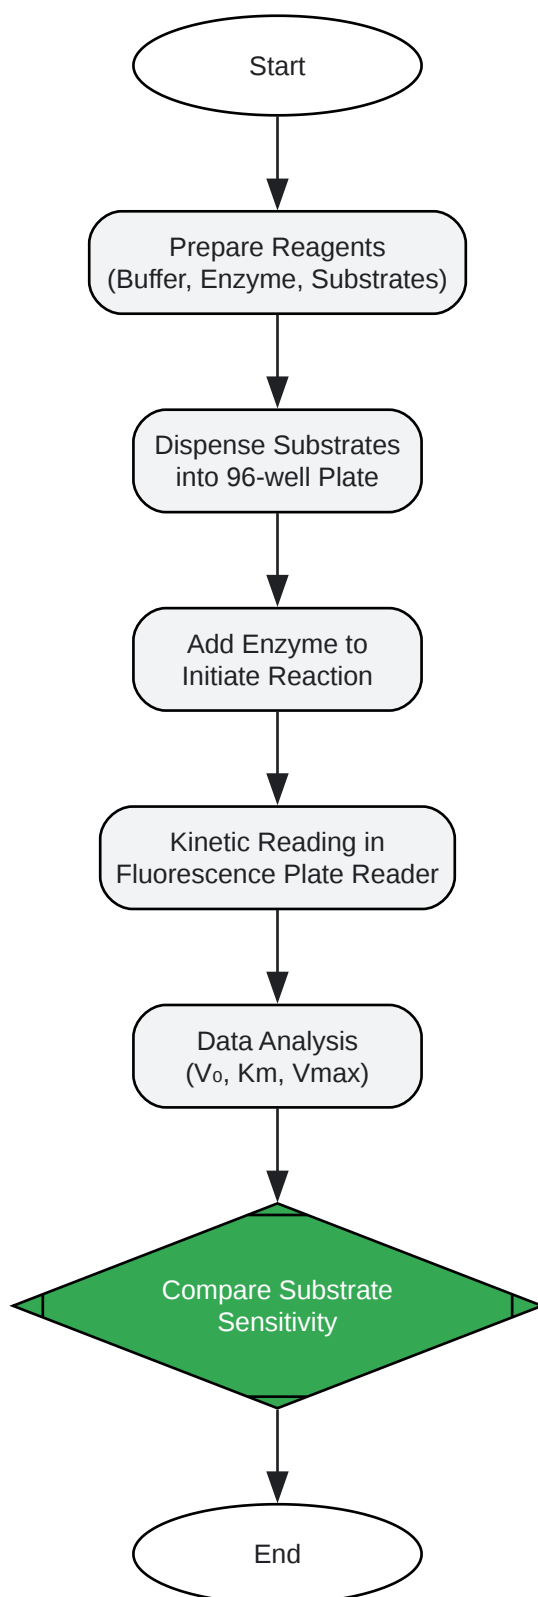 Start
Prepare Reagents
(Buffer, Enzyme, Substrates)
Dispense Substrates
into 96-well Plate
Add Enzyme to
Initiate Reaction
Kinetic Reading in
Fluorescence Plate Reader
Data Analysis
(V₀, Km, Vmax)
Compare Substrate
Sensitivity
End